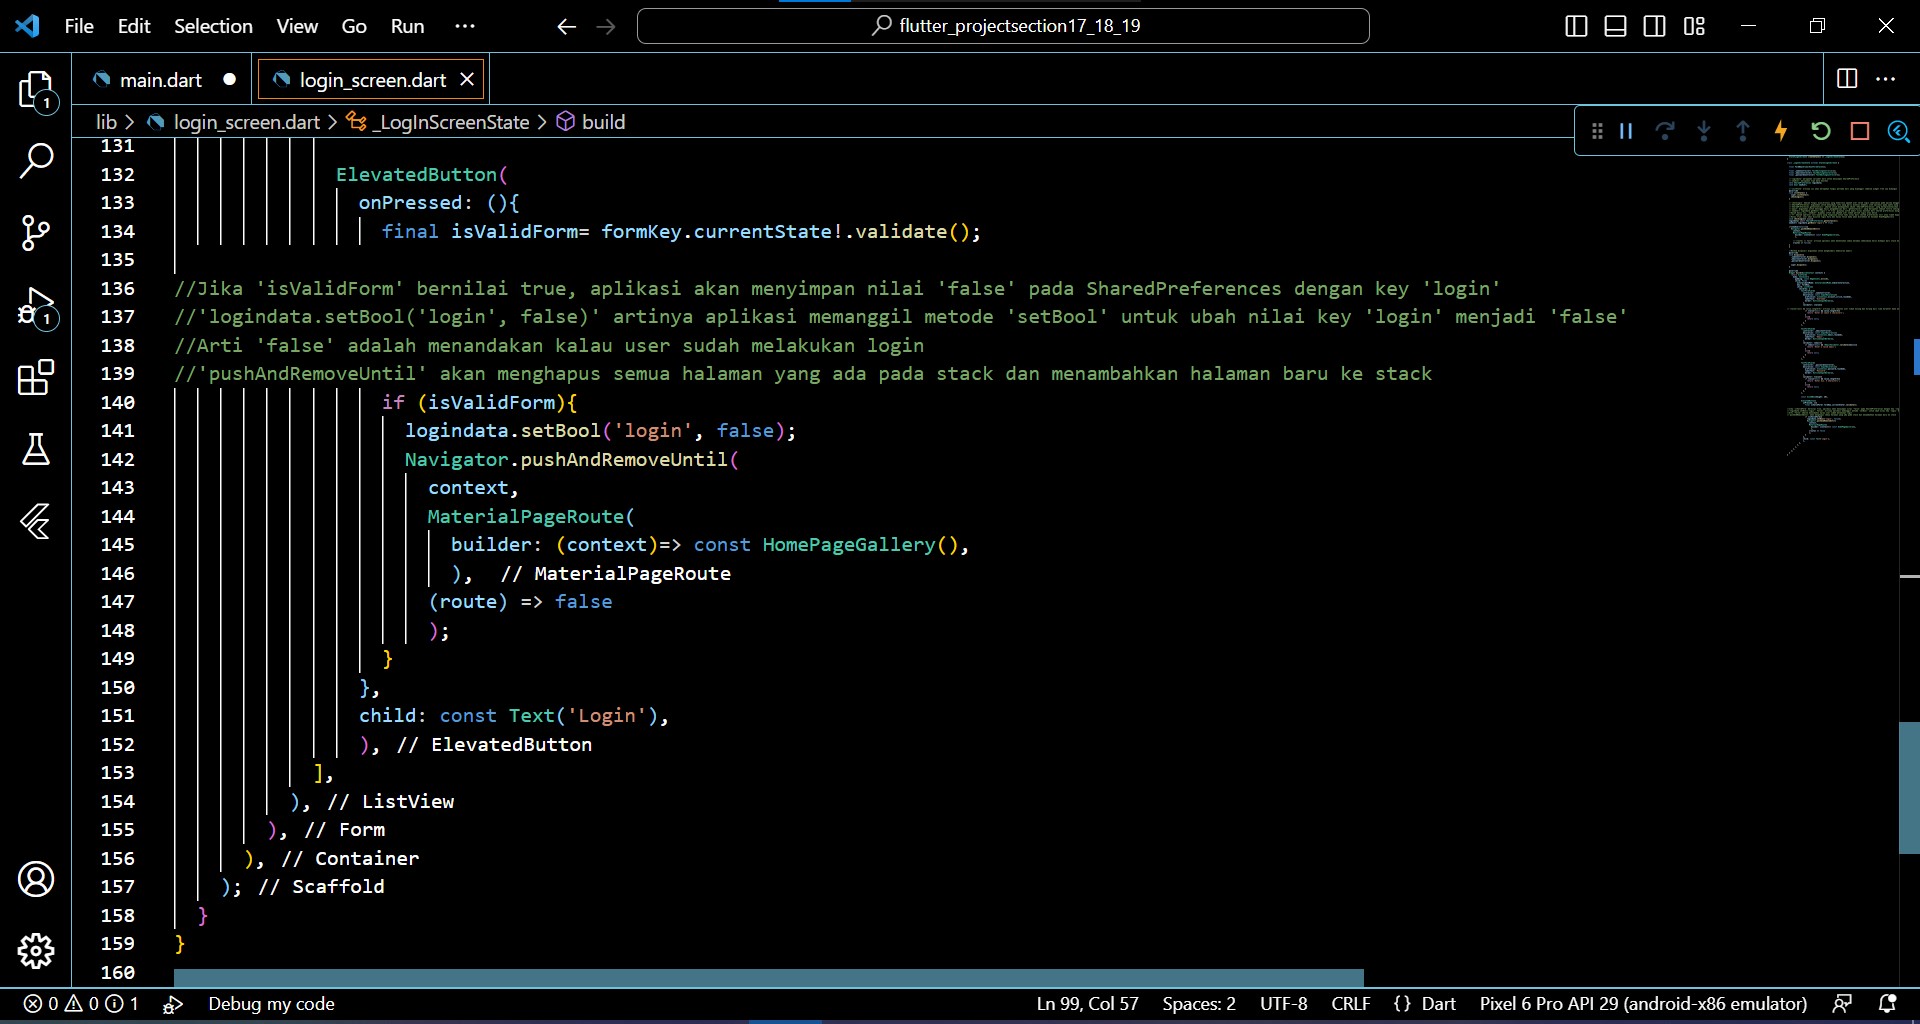 File Edit Selection View Go Run ···
flutter_projectsection17_18_19
main.dart
login_screen.dart
lib > login_screen.dart > _LogInScreenState > build
131
132 ElevatedButton(
133 onPressed: (){
134 final isValidForm= formKey.currentState!.validate();
135
136 //Jika 'isValidForm' bernilai true, aplikasi akan menyimpan nilai 'false' pada SharedPreferences dengan key 'login'
137 //'logindata.setBool('login', false)' artinya aplikasi memanggil metode 'setBool' untuk ubah nilai key 'login' menjadi 'false'
138 //Arti 'false' adalah menandakan kalau user sudah melakukan login
139 //'pushAndRemoveUntil' akan menghapus semua halaman yang ada pada stack dan menambahkan halaman baru ke stack
140 if (isValidForm){
141 logindata.setBool('login', false);
142 Navigator.pushAndRemoveUntil(
143 context,
144 MaterialPageRoute(
145 builder: (context)=> const HomePageGallery(),
146 ), // MaterialPageRoute
147 (route) => false
148 );
149 }
150 },
151 child: const Text('Login'),
152 ), // ElevatedButton
153 ],
154 ), // ListView
155 ), // Form
156 ), // Container
157 ); // Scaffold
158 }
159 }
160
1
1
0 0 1 Debug my code Ln 99, Col 57 Spaces: 2 UTF-8 CRLF {} Dart Pixel 6 Pro API 29 (android-x86 emulator)